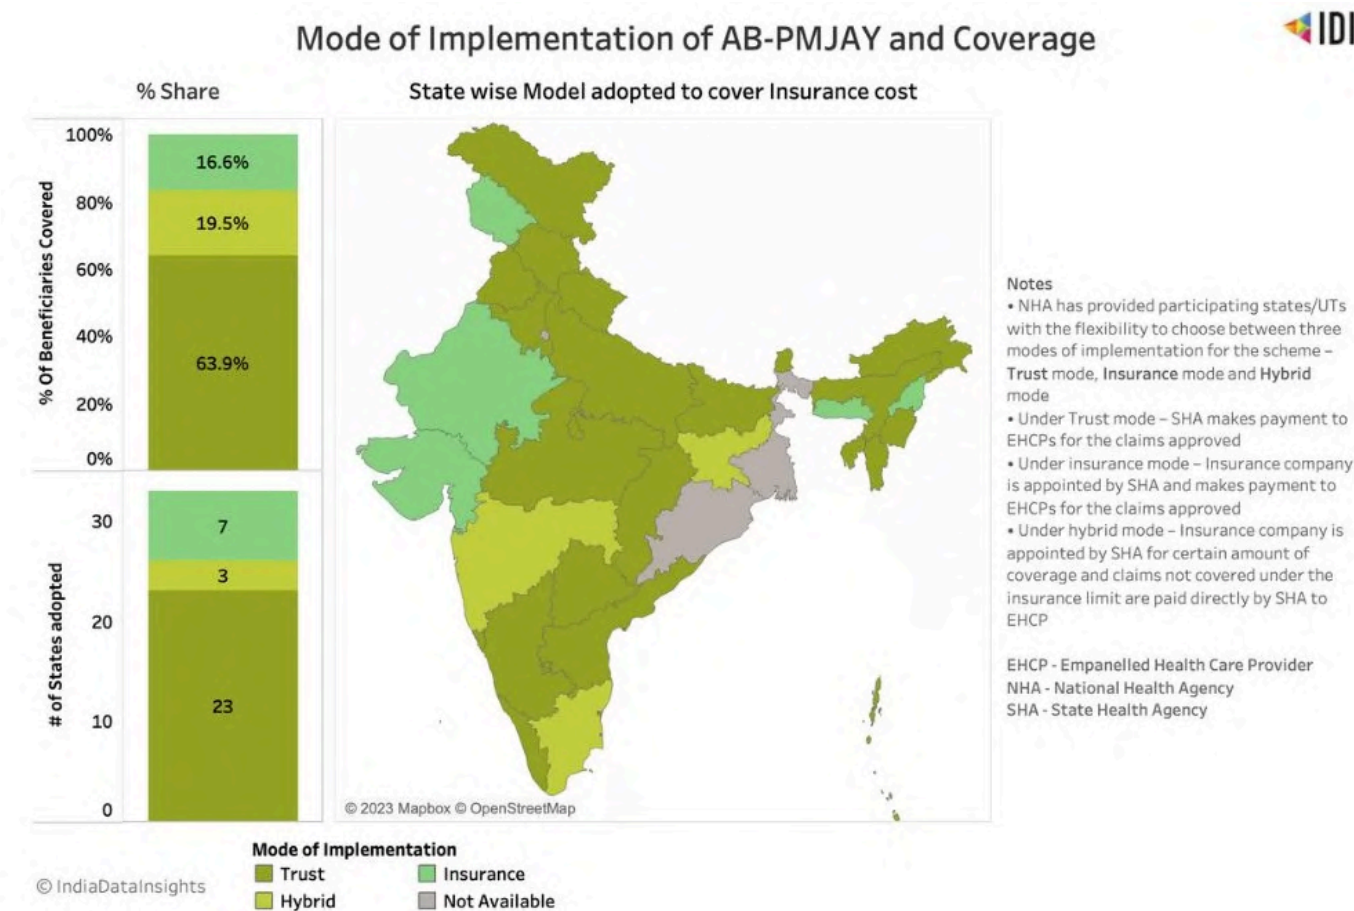 Mode of Implementation of AB-PMJAY and Coverage
IDI
% Share
State wise Model adopted to cover Insurance cost
% Of Beneficiaries Covered
100%
80%
60%
40%
20%
0%
16.6%
19.5%
63.9%
# of States adopted
30
20
10
0
7
3
23
© 2023 Mapbox © OpenStreetMap
Notes
• NHA has provided participating states/UTs
with the flexibility to choose between three
modes of implementation for the scheme –
Trust mode, Insurance mode and Hybrid
mode
• Under Trust mode – SHA makes payment to
EHCPs for the claims approved
• Under insurance mode – Insurance company
is appointed by SHA and makes payment to
EHCPs for the claims approved
• Under hybrid mode – Insurance company is
appointed by SHA for certain amount of
coverage and claims not covered under the
insurance limit are paid directly by SHA to
EHCP
EHCP - Empanelled Health Care Provider
NHA - National Health Agency
SHA - State Health Agency
Mode of Implementation
Trust
Insurance
Hybrid
Not Available
© IndiaDataInsights